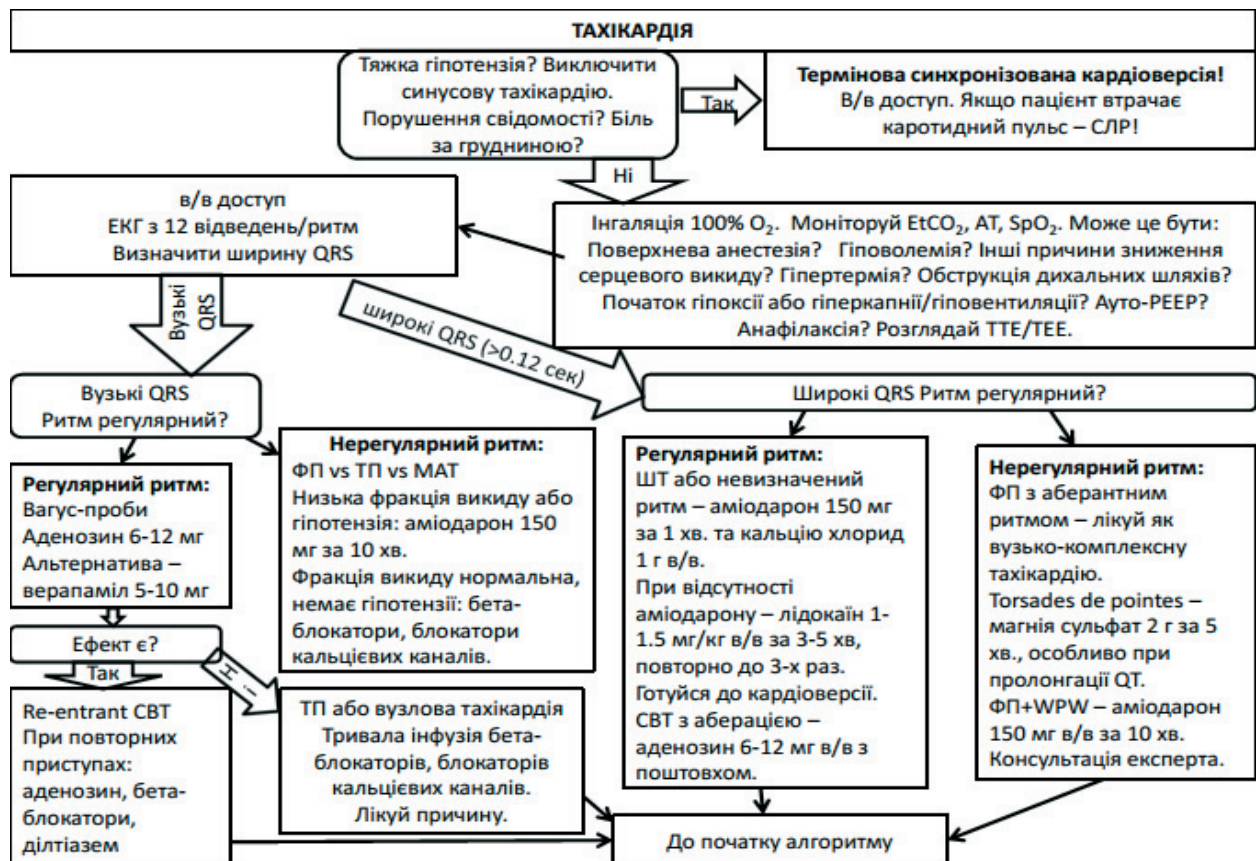 ТАХІКАРДІЯ
Тяжка гіпотензія? Виключити
синусову тахікардію.
Порушення свідомості? Біль
за грудниною?
Так
Термінова синхронізована кардіоверсія!
В/в доступ. Якщо пацієнт втрачає
каротидний пульс – СЛР!
Ні
в/в доступ
ЕКГ з 12 відведень/ритм
Визначити ширину QRS
Інгаляція 100% O₂. Моніторуй EtCO₂, АТ, SpO₂. Може це бути:
Поверхнева анестезія? Гіповолемія? Інші причини зниження
серцевого викиду? Гіпертермія? Обструкція дихальних шляхів?
Початок гіпоксії або гіперкапнії/гіповентиляції? Ауто-PEEP?
Анафілаксія? Розглядай ТТЕ/ТЕЕ.
Вузькі
QRS
широкі QRS (>0.12 сек)
Вузькі QRS
Ритм регулярний?
Широкі QRS Ритм регулярний?
Регулярний ритм:
Вагус-проби
Аденозин 6-12 мг
Альтернатива –
верапаміл 5-10 мг
Нерегулярний ритм:
ФП vs ТП vs МАТ
Низька фракція викиду або
гіпотензія: аміодарон 150
мг за 10 хв.
Фракція викиду нормальна,
немає гіпотензії: бета-
блокатори, блокатори
кальцієвих каналів.
Регулярний ритм:
ШТ або невизначений
ритм – аміодарон 150 мг
за 1 хв. та кальцію хлорид
1 г в/в.
При відсутності
аміодарону – лідокаїн 1-
1.5 мг/кг в/в за 3-5 хв,
повторно до 3-х раз.
Готуйся до кардіоверсії.
СВТ з аберацією –
аденозин 6-12 мг в/в з
поштовхом.
Нерегулярний ритм:
ФП з аберантним
ритмом – лікуй як
вузько-комплексну
тахікардію.
Torsades de pointes –
магнія сульфат 2 г за 5
хв., особливо при
пролонгації QT.
ФП+WPW – аміодарон
150 мг в/в за 10 хв.
Консультація експерта.
Ефект є?
Так
Ні
Re-entrant СВТ
При повторних
приступах:
аденозин, бета-
блокатори,
ділтіазем
ТП або вузлова тахікардія
Тривала інфузія бета-
блокаторів, блокаторів
кальцієвих каналів.
Лікуй причину.
До початку алгоритму